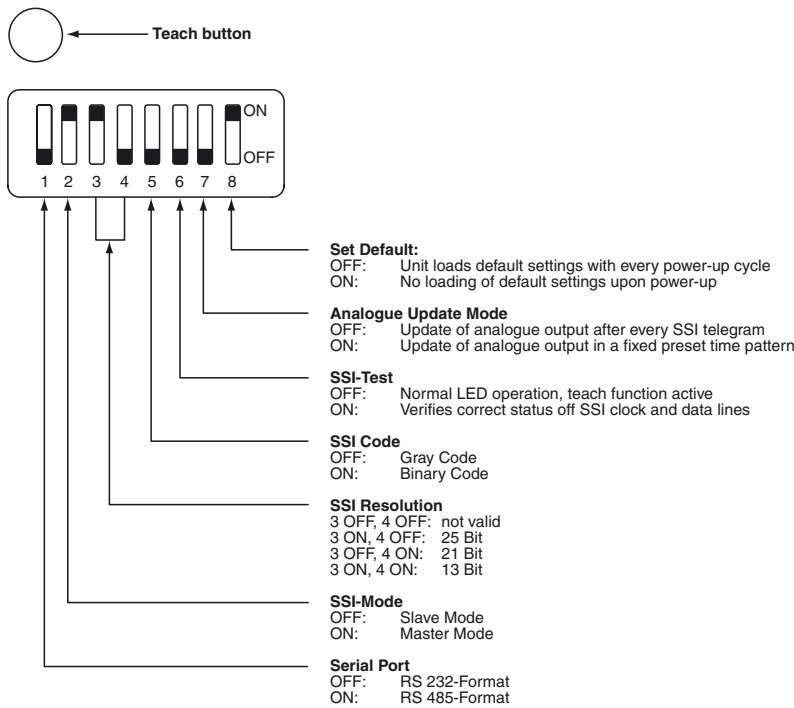 Teach button
ON
OFF
1 2 3 4 5 6 7 8
Set Default:
OFF: Unit loads default settings with every power-up cycle
ON: No loading of default settings upon power-up
Analogue Update Mode
OFF: Update of analogue output after every SSI telegram
ON: Update of analogue output in a fixed preset time pattern
SSI-Test
OFF: Normal LED operation, teach function active
ON: Verifies correct status off SSI clock and data lines
SSI Code
OFF: Gray Code
ON: Binary Code
SSI Resolution
3 OFF, 4 OFF: not valid
3 ON, 4 OFF: 25 Bit
3 OFF, 4 ON: 21 Bit
3 ON, 4 ON: 13 Bit
SSI-Mode
OFF: Slave Mode
ON: Master Mode
Serial Port
OFF: RS 232-Format
ON: RS 485-Format